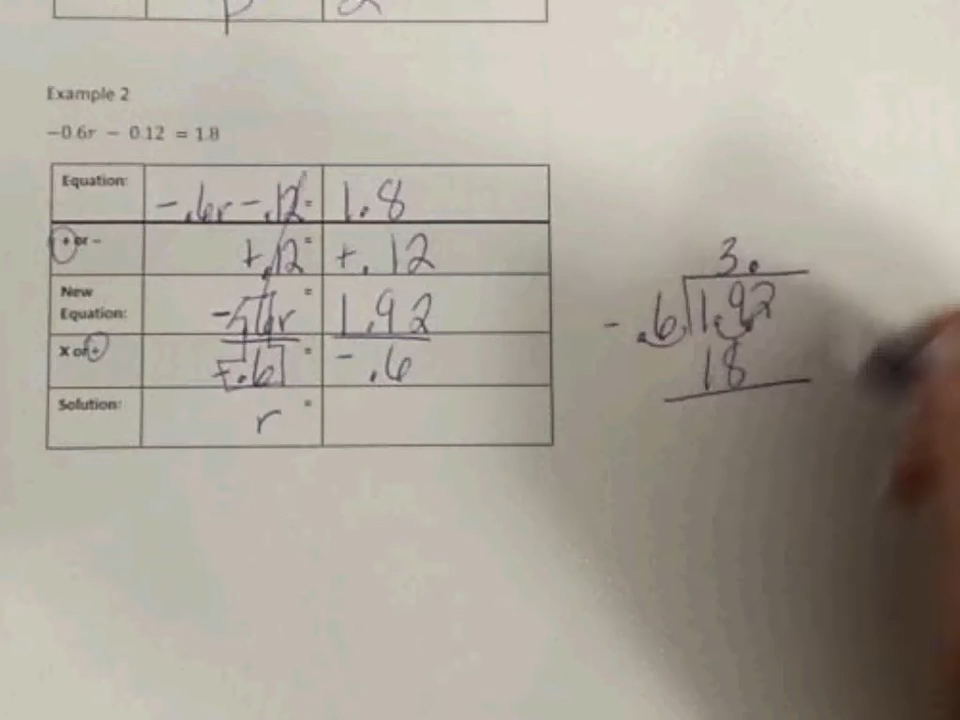 Example 2
−0.6r − 0.12 = 1.8
Equation: -.6r-.12= 1.8
+ or − +.12= +.12
New Equation: -.6r = 1.92
X or ÷ -.6 = -.6
Solution: r =
3.
- .6 1.92
18